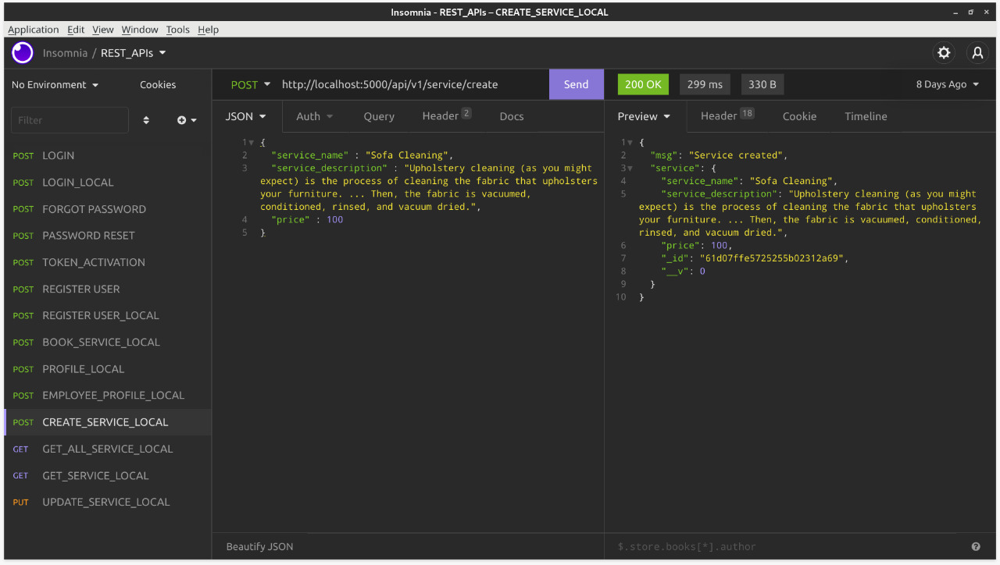 Insomnia - REST_APIs – CREATE_SERVICE_LOCAL
Application Edit View Window Tools Help
Insomnia / REST_APIs
No Environment Cookies
Filter
POST LOGIN
POST LOGIN_LOCAL
POST FORGOT PASSWORD
POST PASSWORD RESET
POST TOKEN_ACTIVATION
POST REGISTER USER
POST REGISTER USER_LOCAL
POST BOOK_SERVICE_LOCAL
POST PROFILE_LOCAL
POST EMPLOYEE_PROFILE_LOCAL
POST CREATE_SERVICE_LOCAL
GET GET_ALL_SERVICE_LOCAL
GET GET_SERVICE_LOCAL
PUT UPDATE_SERVICE_LOCAL
POST http://localhost:5000/api/v1/service/create Send
JSON Auth Query Header 2 Docs
1 {
2 "service_name" : "Sofa Cleaning",
3 "service_description" : "Upholstery cleaning (as you might
expect) is the process of cleaning the fabric that upholsters
your furniture. ... Then, the fabric is vacuumed,
conditioned, rinsed, and vacuum dried.",
4 "price" : 100
5 }
Beautify JSON
200 OK 299 ms 330 B 8 Days Ago
Preview Header 18 Cookie Timeline
1 {
2 "msg": "Service created",
3 "service": {
4 "service_name": "Sofa Cleaning",
5 "service_description": "Upholstery cleaning (as you might
expect) is the process of cleaning the fabric that upholsters
your furniture. ... Then, the fabric is vacuumed, conditioned,
rinsed, and vacuum dried.",
6 "price": 100,
7 "_id": "61d07ffe5725255b02312a69",
8 "__v": 0
9 }
10 }
$.store.books[*].author